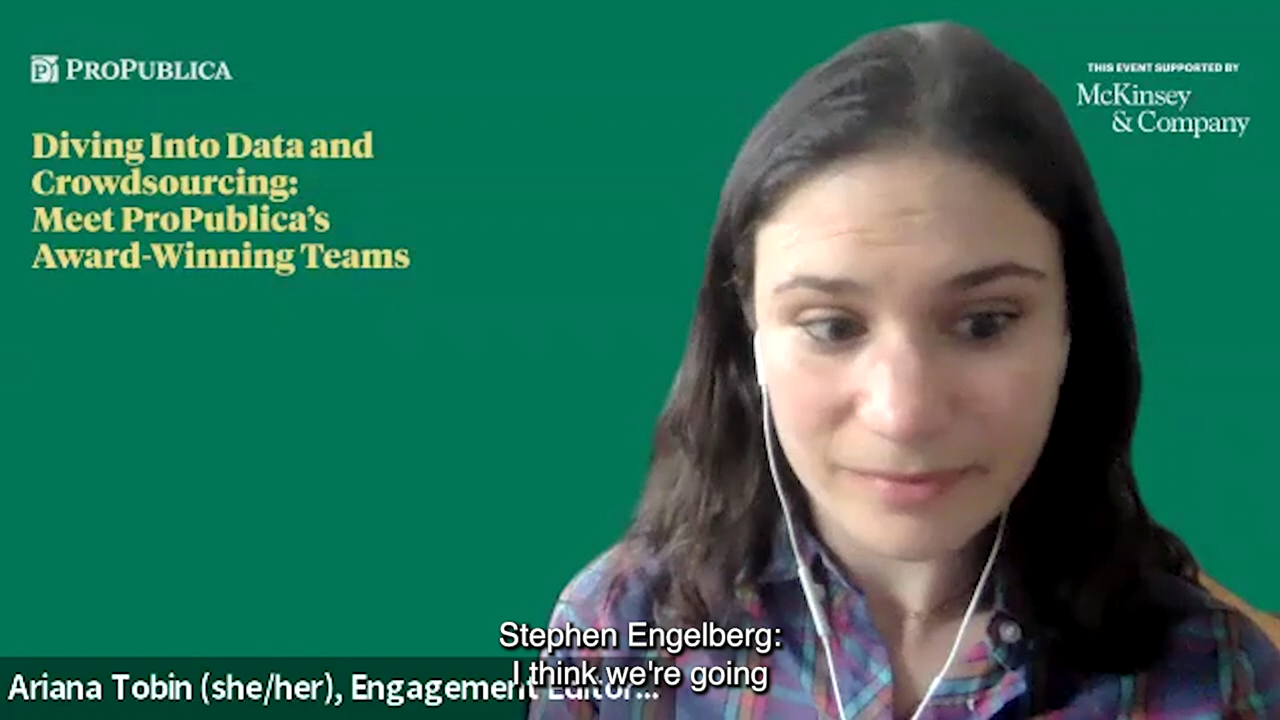 PROPUBLICA
THIS EVENT SUPPORTED BY
McKinsey
& Company
Diving Into Data and
Crowdsourcing:
Meet ProPublica's
Award-Winning Teams
Stephen Engelberg:
I think we're going
Ariana Tobin (she/her), Engagement Editor...